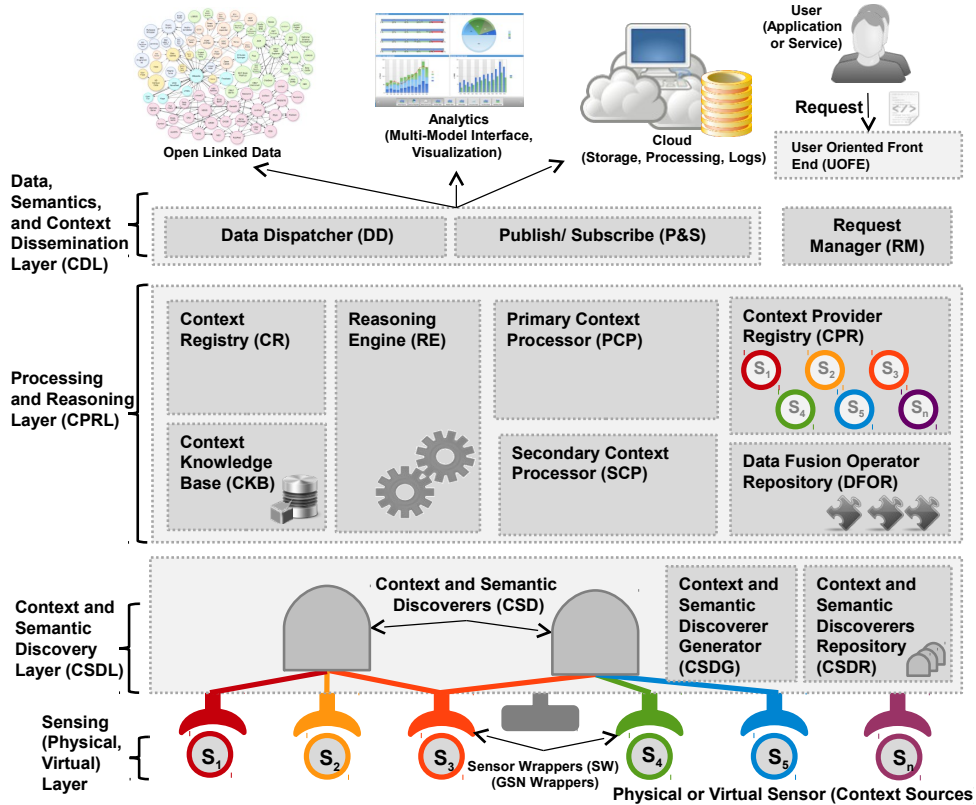 User
(Application
or Service)
Request
</>
Open Linked Data
Analytics
(Multi-Model Interface,
Visualization)
Cloud
(Storage, Processing, Logs)
User Oriented Front
End (UOFE)
Data,
Semantics,
and Context
Dissemination
Layer (CDL)
Data Dispatcher (DD)
Publish/ Subscribe (P&S)
Request
Manager (RM)
Processing
and Reasoning
Layer (CPRL)
Context
Registry (CR)
Reasoning
Engine (RE)
Primary Context
Processor (PCP)
Context Provider
Registry (CPR)
S1
S2
S3
S4
S5
Sn
Context
Knowledge
Base (CKB)
Secondary Context
Processor (SCP)
Data Fusion Operator
Repository (DFOR)
Context and
Semantic
Discovery
Layer (CSDL)
Context and Semantic
Discoverers (CSD)
Context and
Semantic
Discoverer
Generator
(CSDG)
Context and
Semantic
Discoverers
Repository
(CSDR)
Sensing
(Physical,
Virtual)
Layer
S1
S2
S3
S4
S5
Sn
Sensor Wrappers (SW)
(GSN Wrappers)
Physical or Virtual Sensor (Context Sources